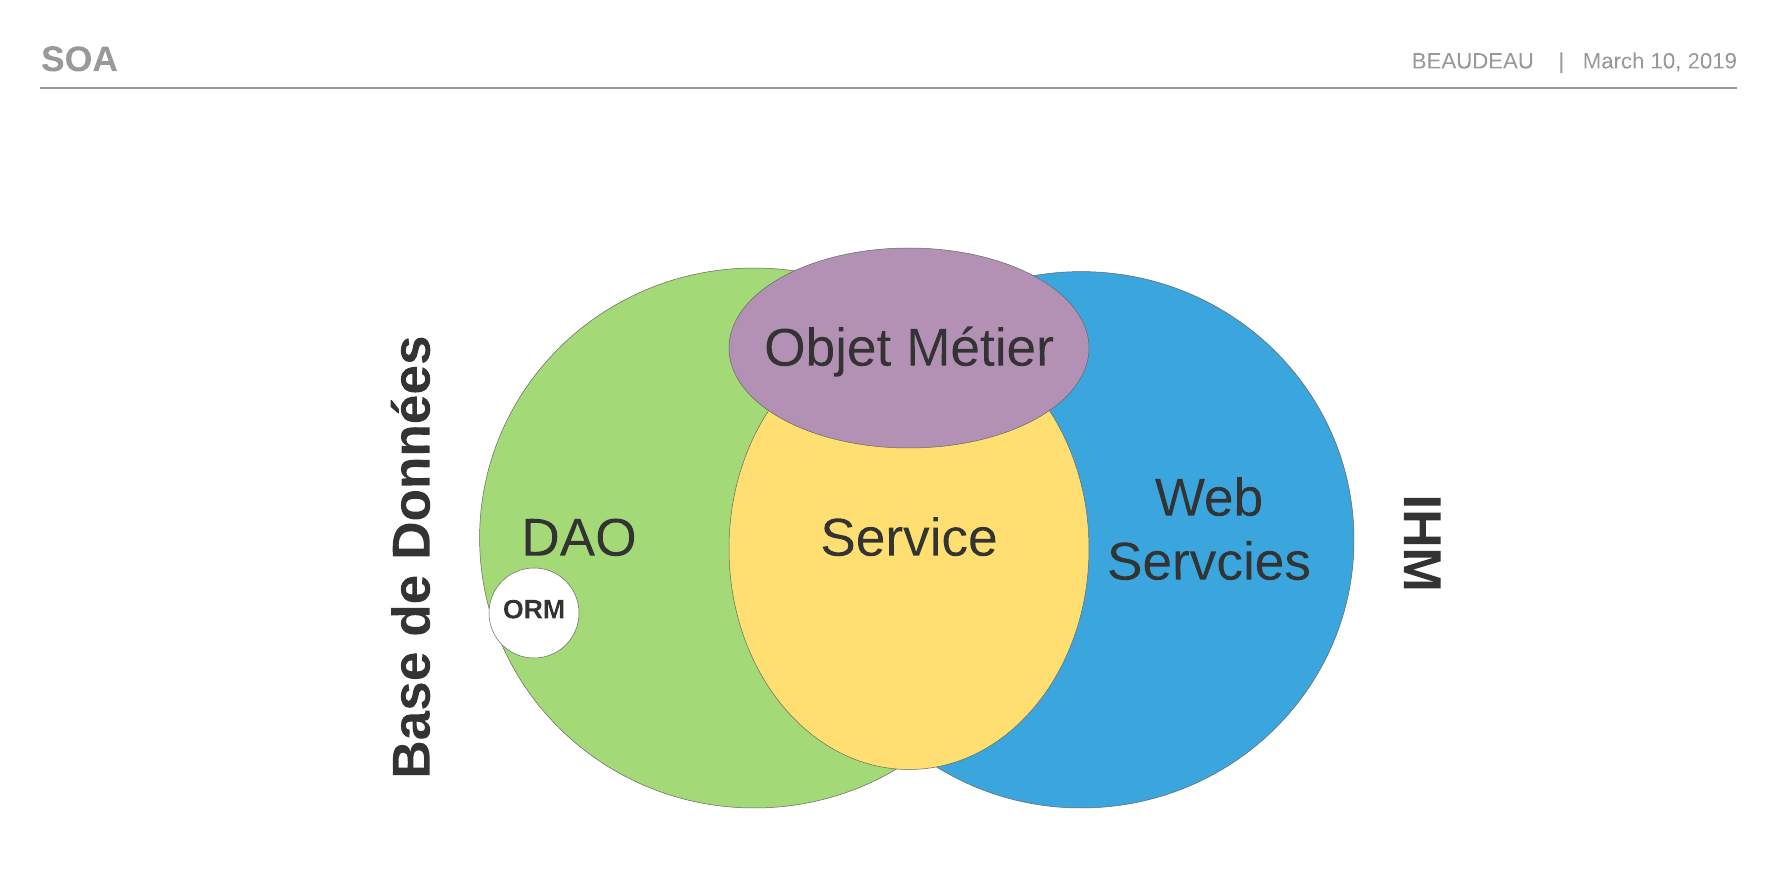 SOA
BEAUDEAU | March 10, 2019
Objet Métier
Base de Données
DAO
ORM
Service
Web
Servcies
IHM